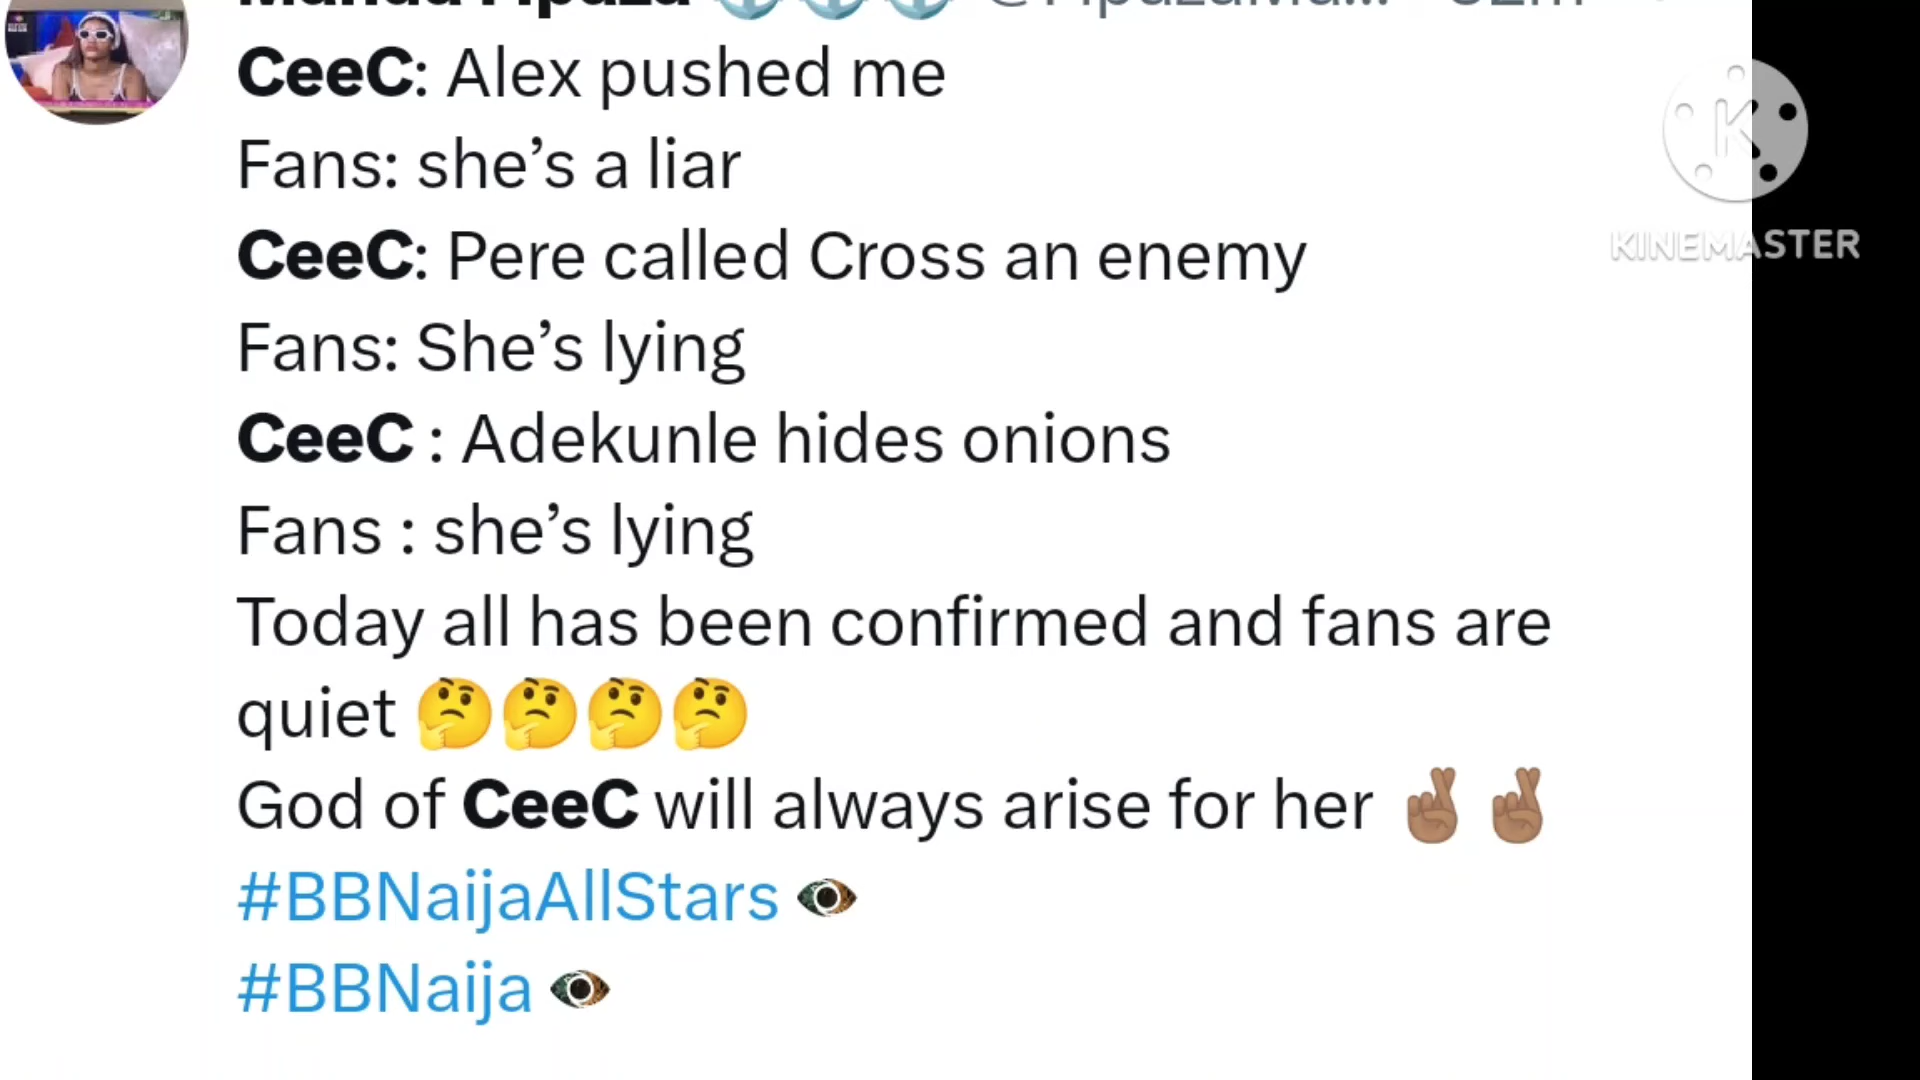 CeeC: Alex pushed me
Fans: she’s a liar
CeeC: Pere called Cross an enemy
Fans: She’s lying
CeeC : Adekunle hides onions
Fans : she’s lying
Today all has been confirmed and fans are
quiet 🤔🤔🤔🤔
God of CeeC will always arise for her 🤞🏾 🤞🏾
#BBNaijaAllStars
#BBNaija
K
KINEMASTER